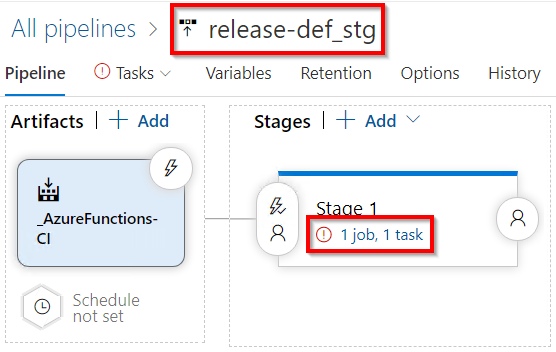 All pipelines > release-def_stg
Pipeline Tasks Variables Retention Options History
Artifacts | + Add
Stages | + Add
_AzureFunctions-
CI
Schedule
not set
Stage 1
1 job, 1 task